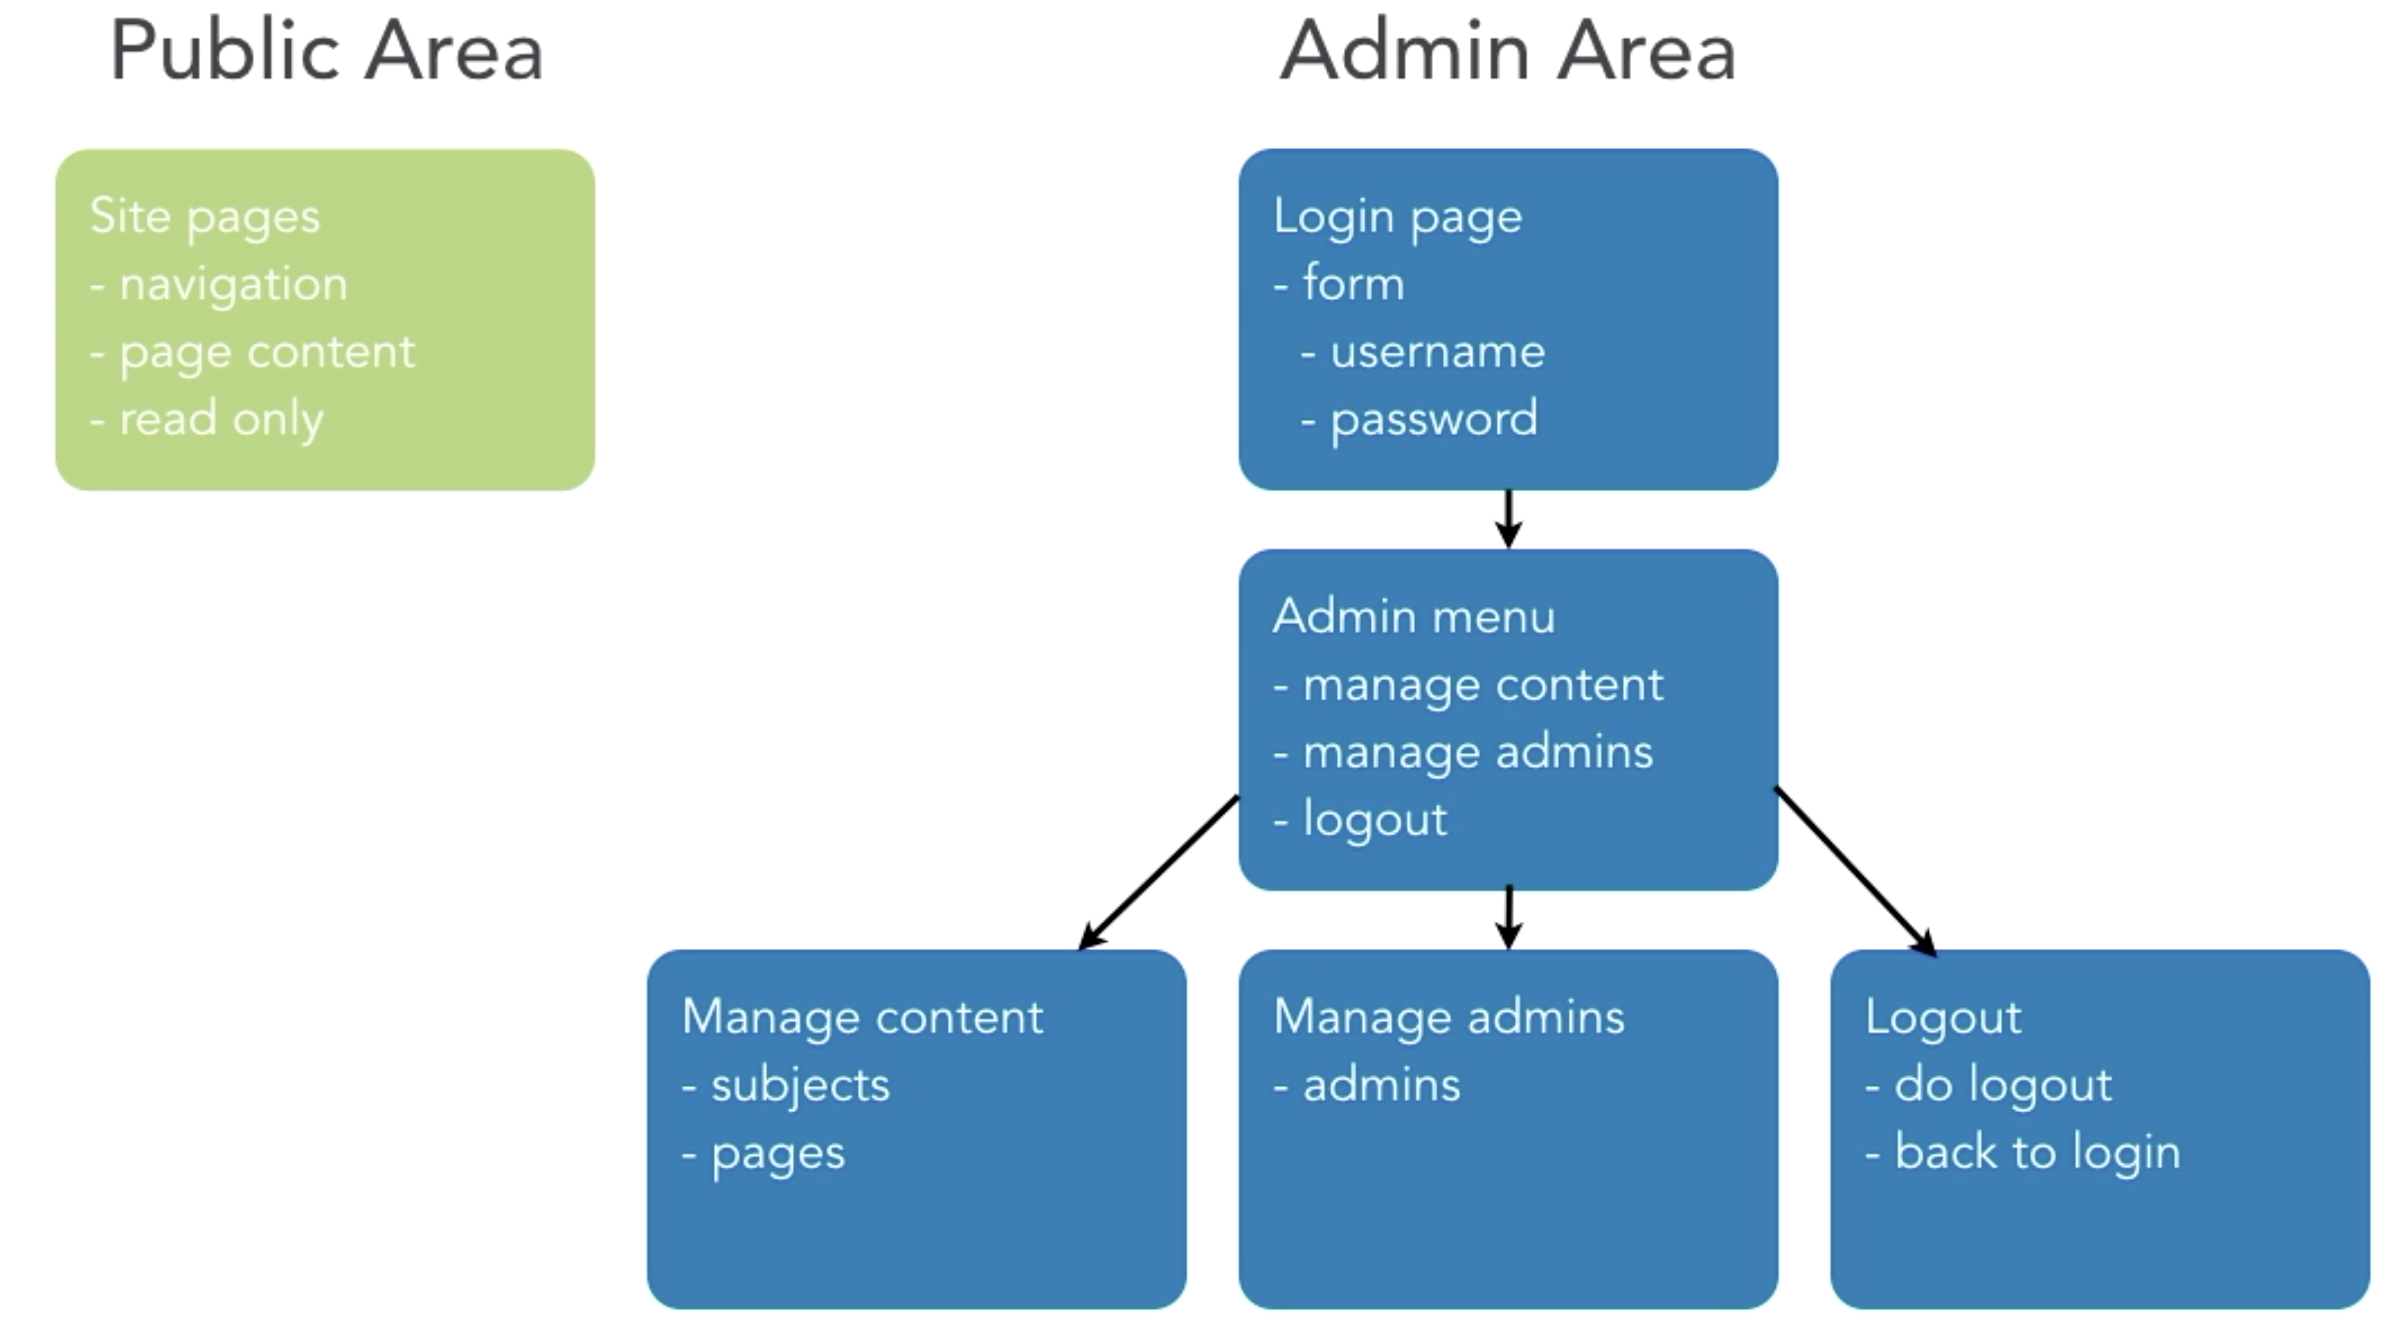 Public Area
Site pages
- navigation
- page content
- read only
Admin Area
Login page
- form
- username
- password
Admin menu
- manage content
- manage admins
- logout
Manage content
- subjects
- pages
Manage admins
- admins
Logout
- do logout
- back to login